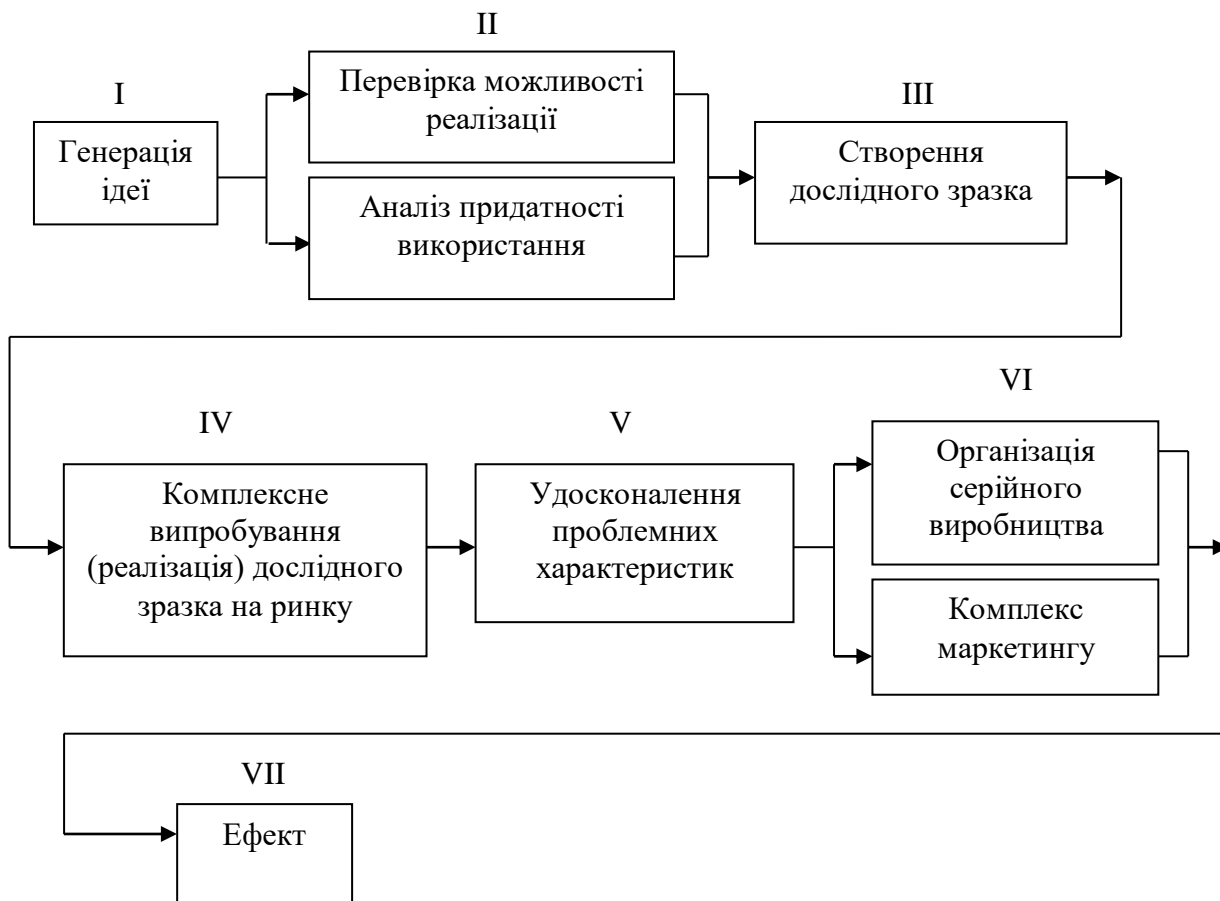 I
Генерація
ідеї
II
Перевірка можливості
реалізації
Аналіз придатності
використання
III
Створення
дослідного зразка
IV
Комплексне
випробування
(реалізація) дослідного
зразка на ринку
V
Удосконалення
проблемних
характеристик
VI
Організація
серійного
виробництва
Комплекс
маркетингу
VII
Ефект